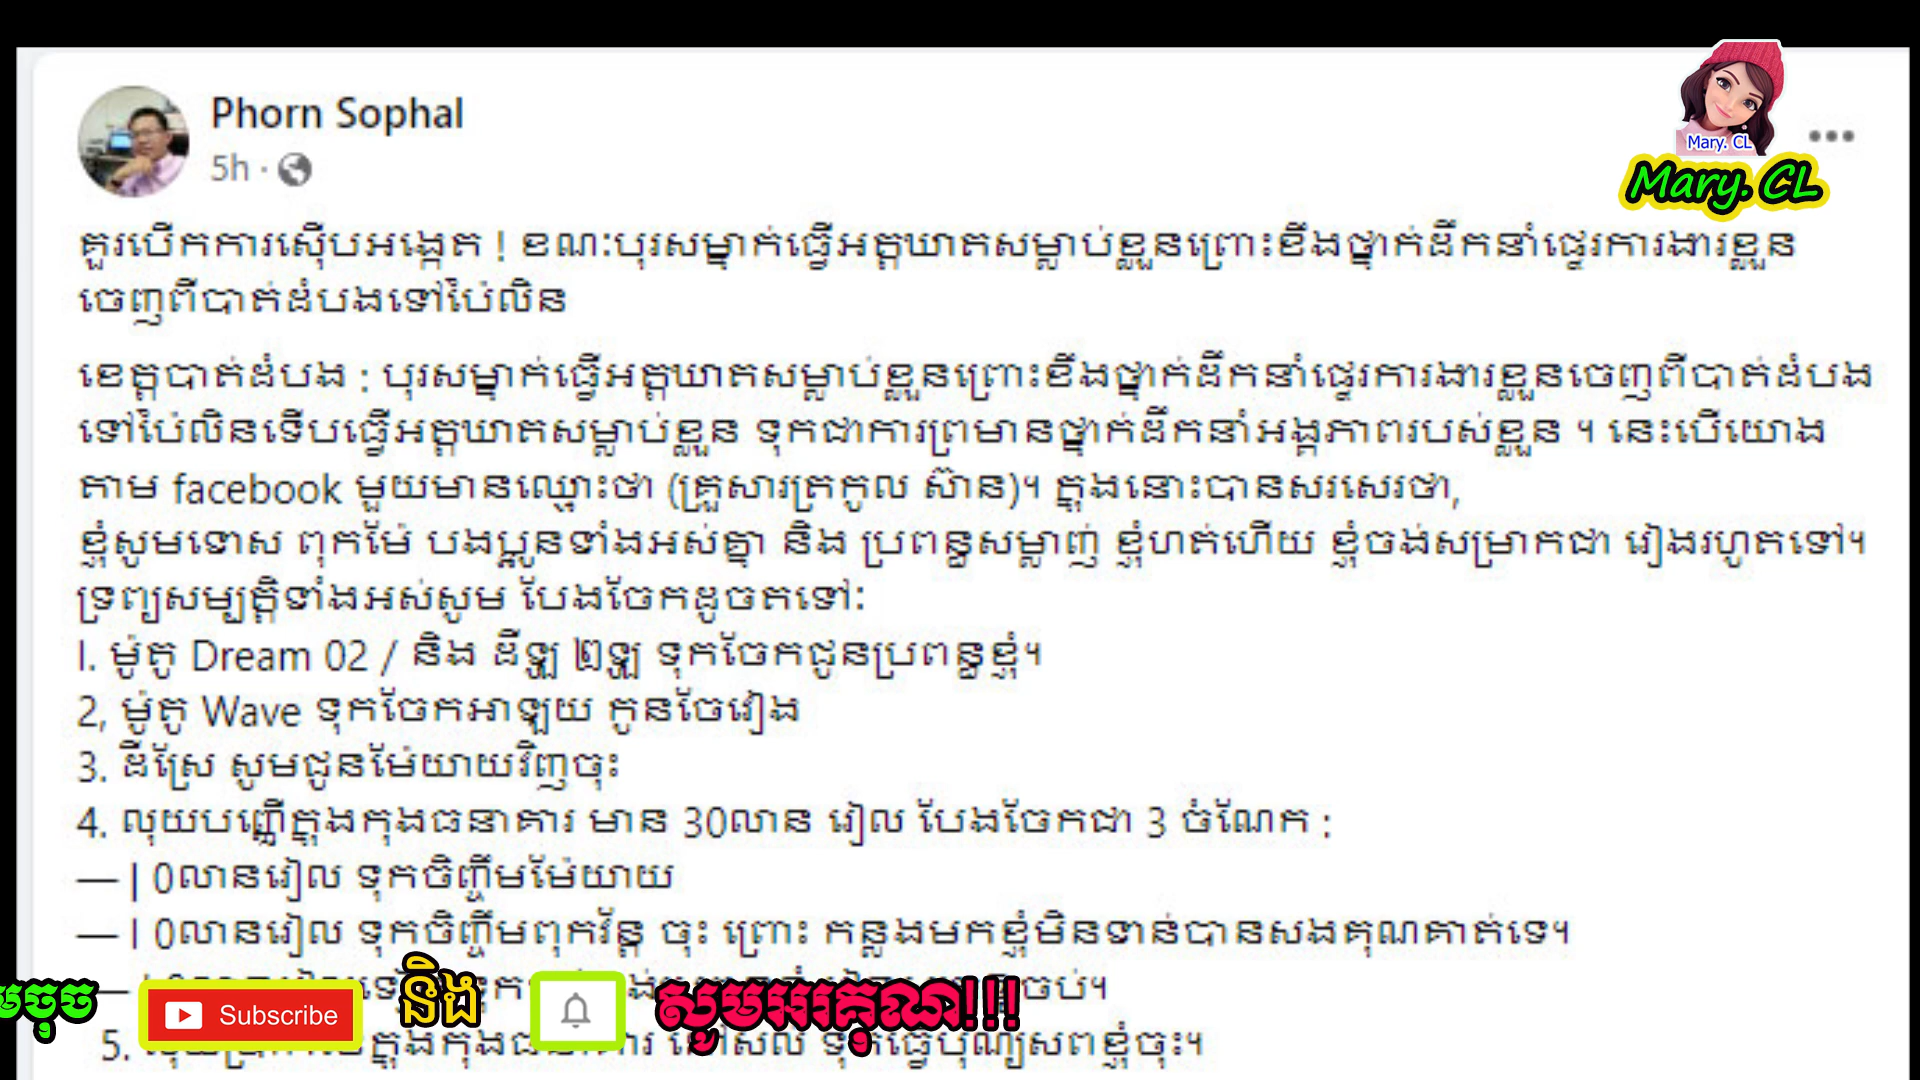 Phorn Sophal
5h ·
Mary. CL
Mary. CL
គួរបើកការស៊ើបអង្កេត ! ខណៈបុរសម្នាក់ធ្វើអត្តឃាតសម្លាប់ខ្លួនព្រោះខឹងថ្នាក់ដឹកនាំផ្ទេរការងារខ្លួន
ចេញពីបាត់ដំបងទៅប៉ៃលិន
ខេត្តបាត់ដំបង : បុរសម្នាក់ធ្វើអត្តឃាតសម្លាប់ខ្លួនព្រោះខឹងថ្នាក់ដឹកនាំផ្ទេរការងារខ្លួនចេញពីបាត់ដំបង
ទៅប៉ៃលិនទើបធ្វើអត្តឃាតសម្លាប់ខ្លួន ទុកជាការព្រមានថ្នាក់ដឹកនាំអង្គភាពរបស់ខ្លួន ។ នេះបើយោង
តាម facebook មួយមានឈ្មោះថា (គ្រួសារត្រកូល ស៊ាន)។ ក្នុងនោះបានសរសេរថា,
ខ្ញុំសូមទោស ពុកម៉ែ បងប្អូនទាំងអស់គ្នា និង ប្រពន្ធសម្លាញ់ ខ្ញុំហត់ហើយ ខ្ញុំចង់សម្រាកជា រៀងរហូតទៅ។
ទ្រព្យសម្បត្តិទាំងអស់សូម បែងចែកដូចតទៅ:
l. ម៉ូតូ Dream 02 / និង ដីឡូ ២ឡូ ទុកចែកជូនប្រពន្ធខ្ញុំ។
2, ម៉ូតូ Wave ទុកចែកអាឡូយ កូនចែវៀង
3. ដីស្រែ សូមជូនម៉ែយាយវិញចុះ
4. លុយបញ្ញើក្នុងកុងធនាគារ មាន 30លាន រៀល បែងចែកជា 3 ចំណែក :
— | 0លានរៀល ទុកចិញ្ចឹមម៉ែយាយ
— l 0លានរៀល ទុកចិញ្ចឹមពុកវ័ន្ត ចុះ ព្រោះ កន្លងមកខ្ញុំមិនទាន់បានសងគុណគាត់ទេ។
ចប់។
Subscribe
និង
សូមអរគុណ!!!
5. ក្នុងកុង ទុកធ្វើបុណ្យសពខ្ញុំចុះ។